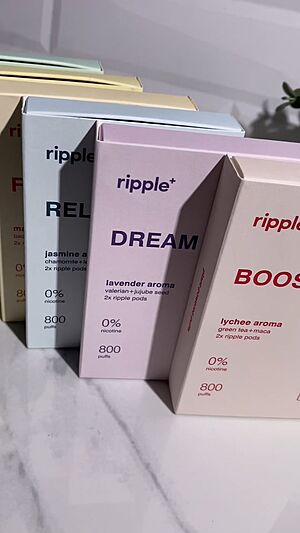 ripple
REL
jasmine a
chamomile+le
2x ripple pods
0%
nicotine
800
puffs
ripple+
DREAM
lavender aroma
valerian+jujube seed
2x ripple pods
0%
nicotine
800
puffs
ripple
BOOS
lychee aroma
green tea+maca
2x ripple pods
0%
nicotine
800
puffs